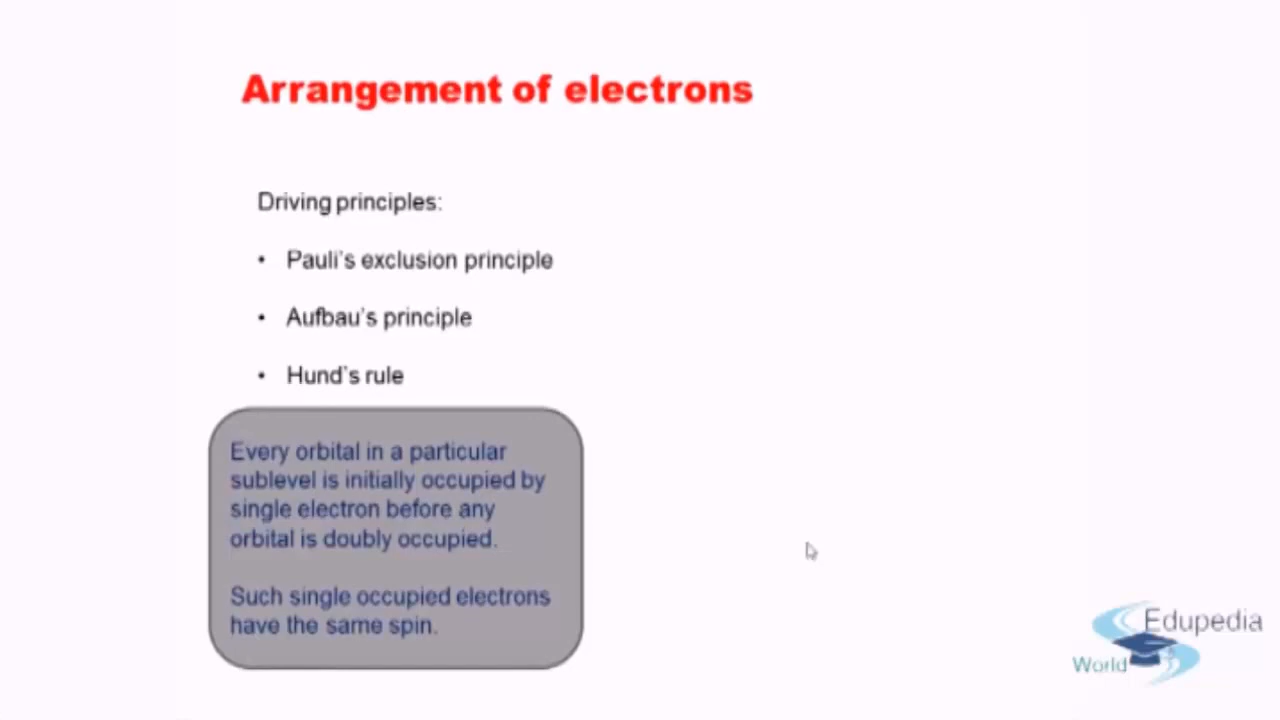 Arrangement of electrons
Driving principles:
• Pauli's exclusion principle
• Aufbau's principle
• Hund's rule
Every orbital in a particular
sublevel is initially occupied by
single electron before any
orbital is doubly occupied.
Such single occupied electrons
have the same spin.
Edupedia
World